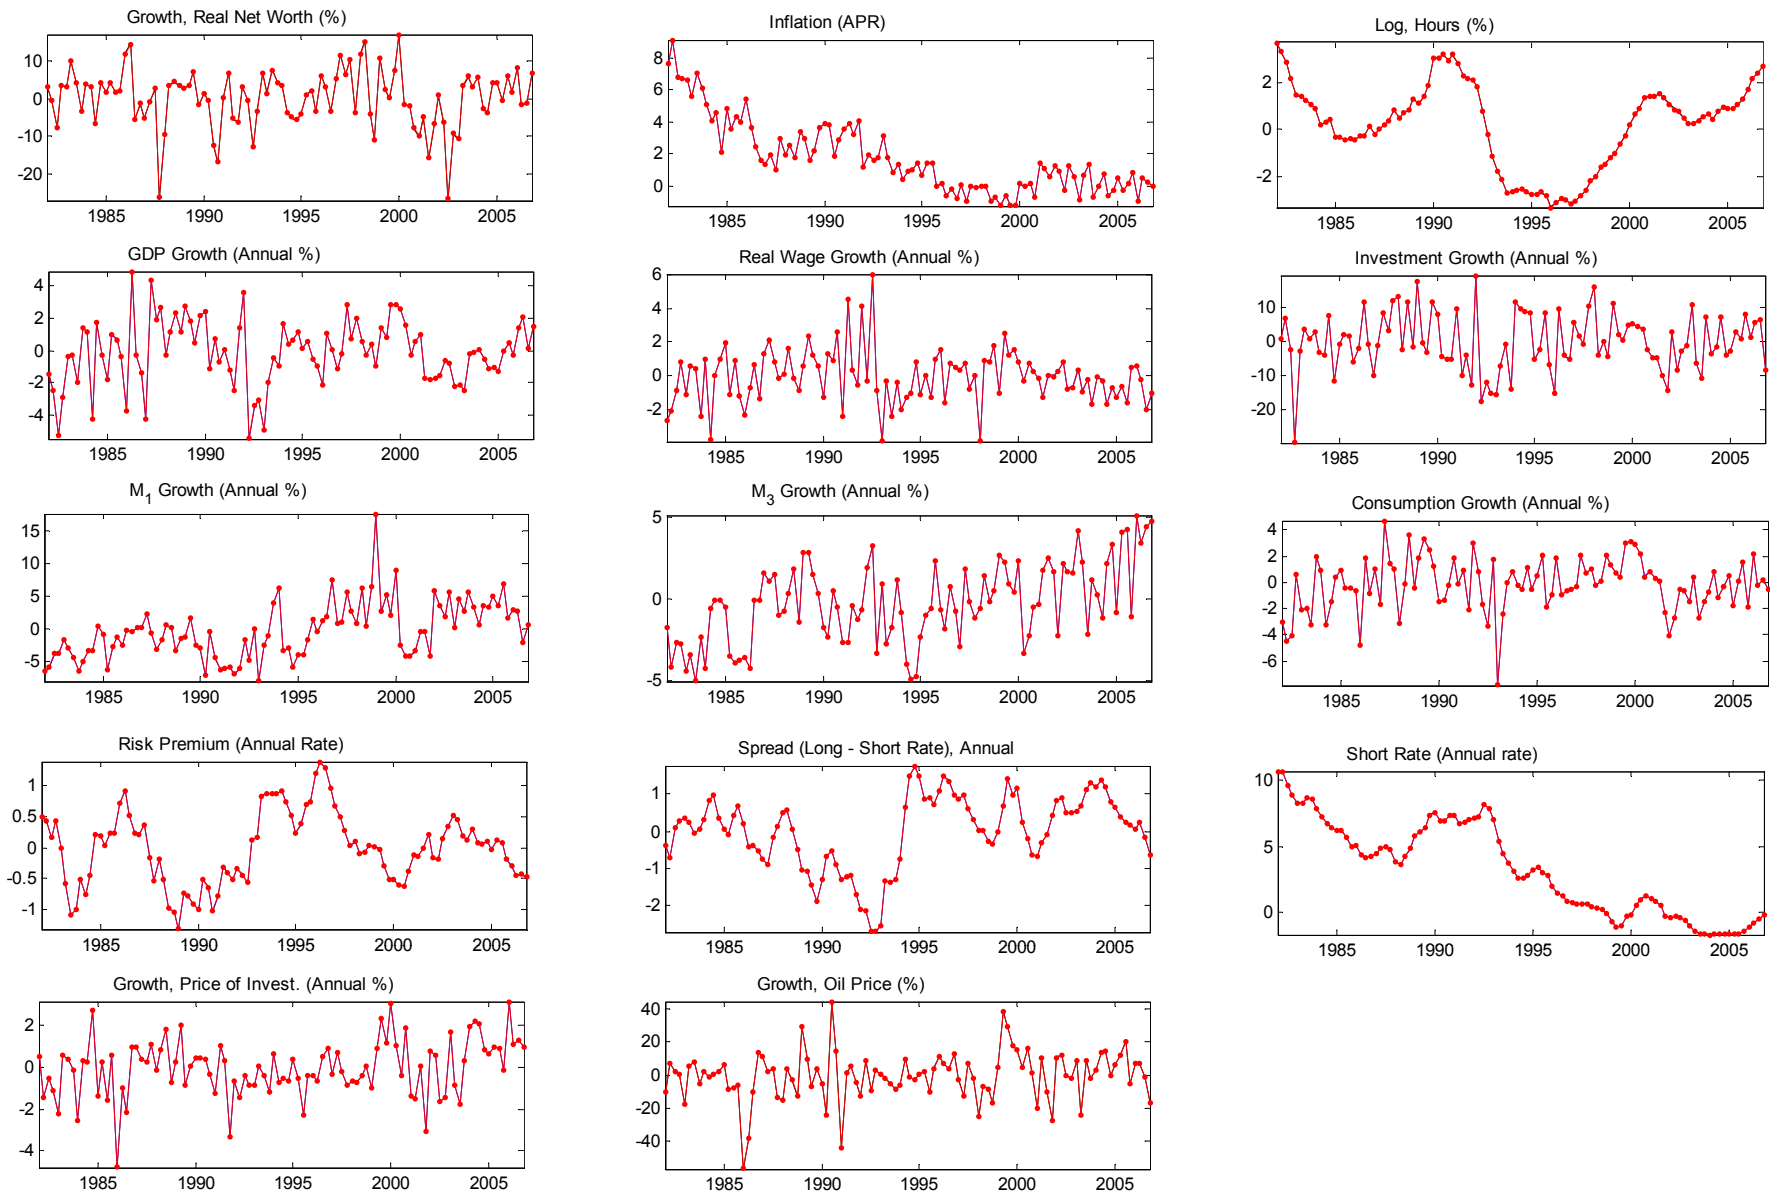 Growth, Real Net Worth (%)
10
0
-10
-20
1985 1990 1995 2000 2005
Inflation (APR)
8
6
4
2
0
1985 1990 1995 2000 2005
Log, Hours (%)
2
0
-2
1985 1990 1995 2000 2005
GDP Growth (Annual %)
4
2
0
-2
-4
1985 1990 1995 2000 2005
Real Wage Growth (Annual %)
6
4
2
0
-2
1985 1990 1995 2000 2005
Investment Growth (Annual %)
10
0
-10
-20
1985 1990 1995 2000 2005
M1 Growth (Annual %)
15
10
5
0
-5
1985 1990 1995 2000 2005
M3 Growth (Annual %)
5
0
-5
1985 1990 1995 2000 2005
Consumption Growth (Annual %)
4
2
0
-2
-4
-6
1985 1990 1995 2000 2005
Risk Premium (Annual Rate)
1
0.5
0
-0.5
-1
1985 1990 1995 2000 2005
Spread (Long - Short Rate), Annual
1
0
-1
-2
1985 1990 1995 2000 2005
Short Rate (Annual rate)
10
5
0
1985 1990 1995 2000 2005
Growth, Price of Invest. (Annual %)
2
0
-2
-4
1985 1990 1995 2000 2005
Growth, Oil Price (%)
40
20
0
-20
-40
1985 1990 1995 2000 2005